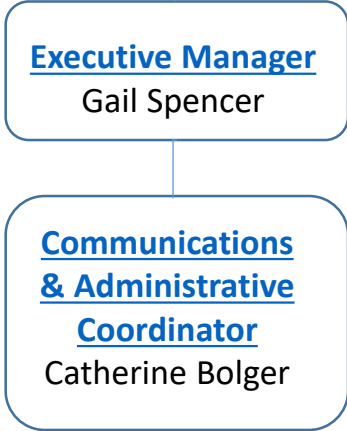 Executive Manager
Gail Spencer
Communications
& Administrative
Coordinator
Catherine Bolger